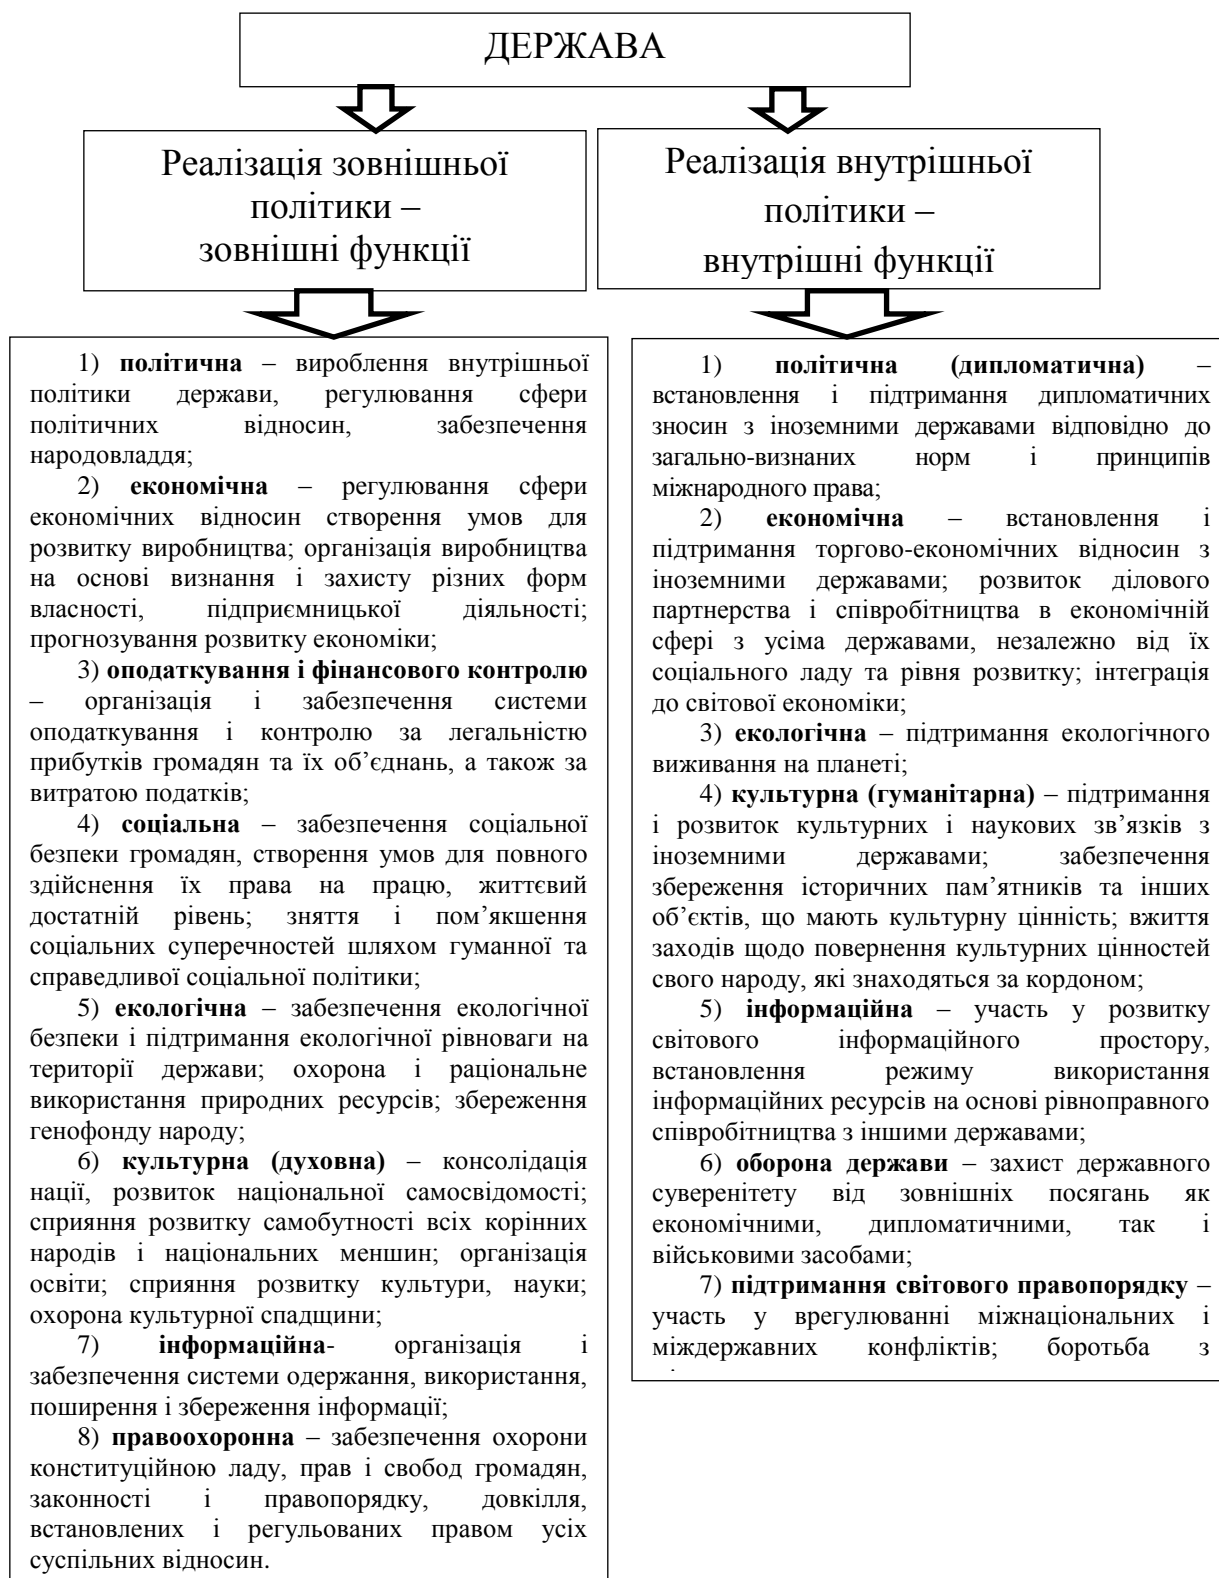 ДЕРЖАВА
Реалізація зовнішньої
політики –
зовнішні функції
Реалізація внутрішньої
політики –
внутрішні функції
1) політична – вироблення внутрішньої
політики держави, регулювання сфери
політичних відносин, забезпечення
народовладдя;
2) економічна – регулювання сфери
економічних відносин створення умов для
розвитку виробництва; організація виробництва
на основі визнання і захисту різних форм
власності, підприємницької діяльності;
прогнозування розвитку економіки;
3) оподаткування і фінансового контролю
– організація і забезпечення системи
оподаткування і контролю за легальністю
прибутків громадян та їх об’єднань, а також за
витратою податків;
4) соціальна – забезпечення соціальної
безпеки громадян, створення умов для повного
здійснення їх права на працю, життєвий
достатній рівень; зняття і пом’якшення
соціальних суперечностей шляхом гуманної та
справедливої соціальної політики;
5) екологічна – забезпечення екологічної
безпеки і підтримання екологічної рівноваги на
території держави; охорона і раціональне
використання природних ресурсів; збереження
генофонду народу;
6) культурна (духовна) – консолідація
нації, розвиток національної самосвідомості;
сприяння розвитку самобутності всіх корінних
народів і національних меншин; організація
освіти; сприяння розвитку культури, науки;
охорона культурної спадщини;
7) інформаційна- організація і
забезпечення системи одержання, використання,
поширення і збереження інформації;
8) правоохоронна – забезпечення охорони
конституційною ладу, прав і свобод громадян,
законності і правопорядку, довкілля,
встановлених і регульованих правом усіх
суспільних відносин.
1) політична (дипломатична) –
встановлення і підтримання дипломатичних
зносин з іноземними державами відповідно до
загально-визнаних норм і принципів
міжнародного права;
2) економічна – встановлення і
підтримання торгово-економічних відносин з
іноземними державами; розвиток ділового
партнерства і співробітництва в економічній
сфері з усіма державами, незалежно від їх
соціального ладу та рівня розвитку; інтеграція
до світової економіки;
3) екологічна – підтримання екологічного
виживання на планеті;
4) культурна (гуманітарна) – підтримання
і розвиток культурних і наукових зв’язків з
іноземними державами; забезпечення
збереження історичних пам’ятників та інших
об’єктів, що мають культурну цінність; вжиття
заходів щодо повернення культурних цінностей
свого народу, які знаходяться за кордоном;
5) інформаційна – участь у розвитку
світового інформаційного простору,
встановлення режиму використання
інформаційних ресурсів на основі рівноправного
співробітництва з іншими державами;
6) оборона держави – захист державного
суверенітету від зовнішніх посягань як
економічними, дипломатичними, так і
військовими засобами;
7) підтримання світового правопорядку –
участь у врегулюванні міжнаціональних і
міждержавних конфліктів; боротьба з